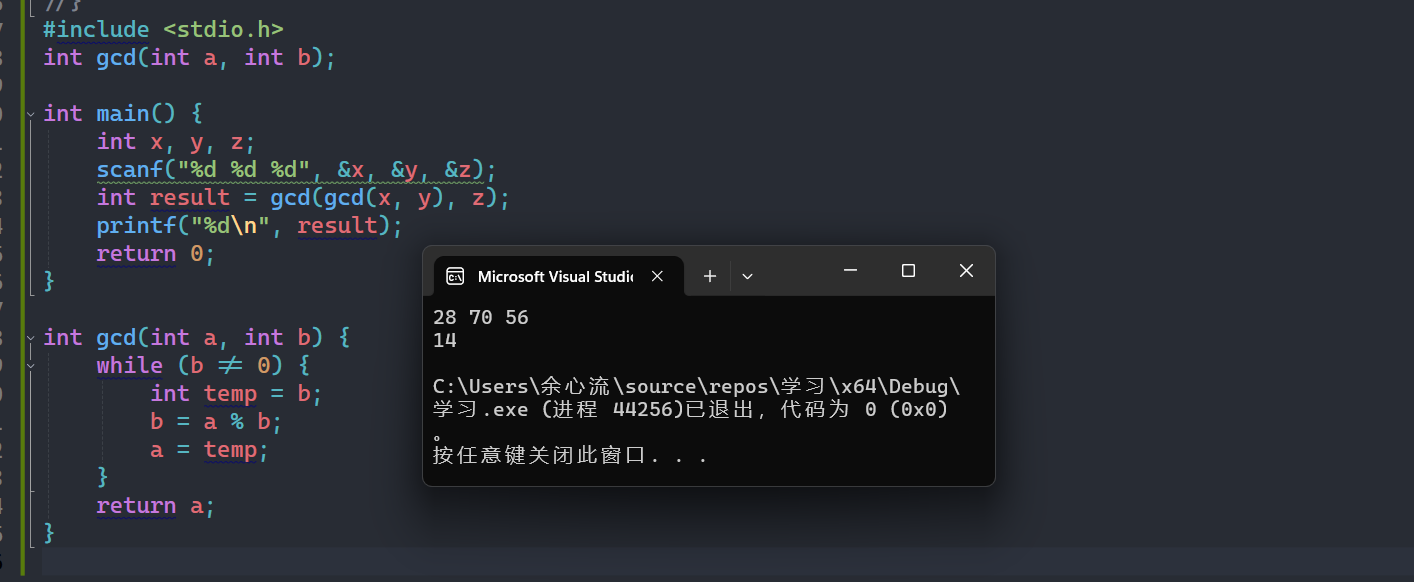 //}
#include <stdio.h>
int gcd(int a, int b);
int main() {
int x, y, z;
scanf("%d %d %d", &x, &y, &z);
int result = gcd(gcd(x, y), z);
printf("%d\n", result);
return 0;
}
int gcd(int a, int b) {
while (b ≠ 0) {
int temp = b;
b = a % b;
a = temp;
}
return a;
}
Microsoft Visual Studi
28 70 56
14
C:\Users\余心流\source\repos\学习\x64\Debug\
学习.exe (进程 44256)已退出，代码为 0 (0x0)
。
按任意键关闭此窗口. . .